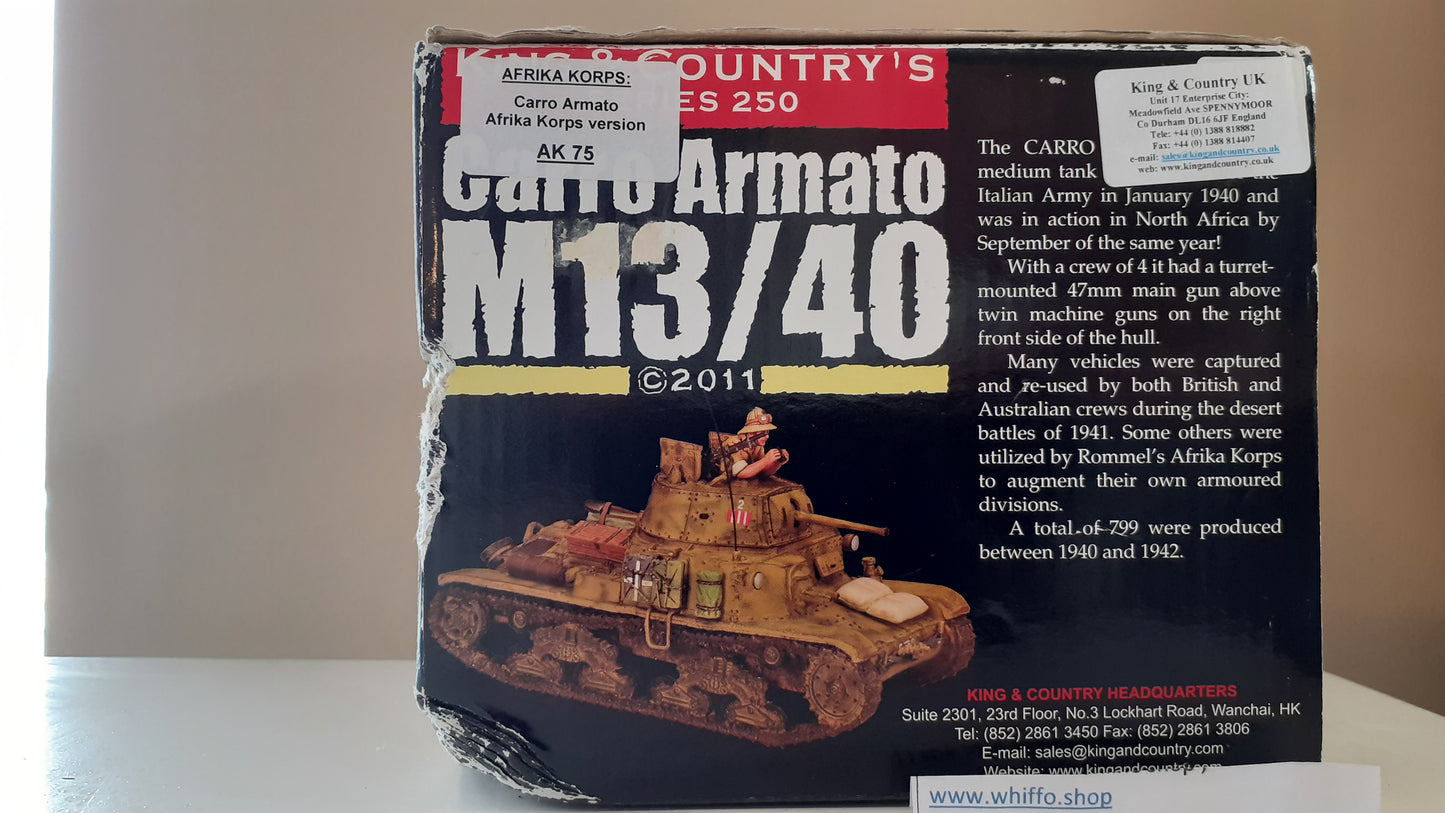 KING & COUNTRY'S
AFRIKA KORPS:
Carro Armato
Afrika Korps version
AK 75
IES 250
Carro Armato
M13/40
©2011
King & Country UK
Unit 17 Enterprise City:
Meadowfield Ave SPENNYMOOR
Co Durham DL16 6JF England
Tele: +44 (0) 1388 818882
Fax: +44 (0) 1388 814407
e-mail: sales@kingandcountry.co.uk
web: www.kingandcountry.co.uk
The CARRO
medium tank the
Italian Army in January 1940 and
was in action in North Africa by
September of the same year!
With a crew of 4 it had a turret-
mounted 47mm main gun above
twin machine guns on the right
front side of the hull.
Many vehicles were captured
and re-used by both British and
Australian crews during the desert
battles of 1941. Some others were
utilized by Rommel's Afrika Korps
to augment their own armoured
divisions.
A total of 799 were produced
between 1940 and 1942.
2
KING & COUNTRY HEADQUARTERS
Suite 2301, 23rd Floor, No.3 Lockhart Road, Wanchai, HK
Tel: (852) 2861 3450 Fax: (852) 2861 3806
E-mail: sales@kingandcountry.com
Website: www.kingandcountry.com
www.whiffo.shop